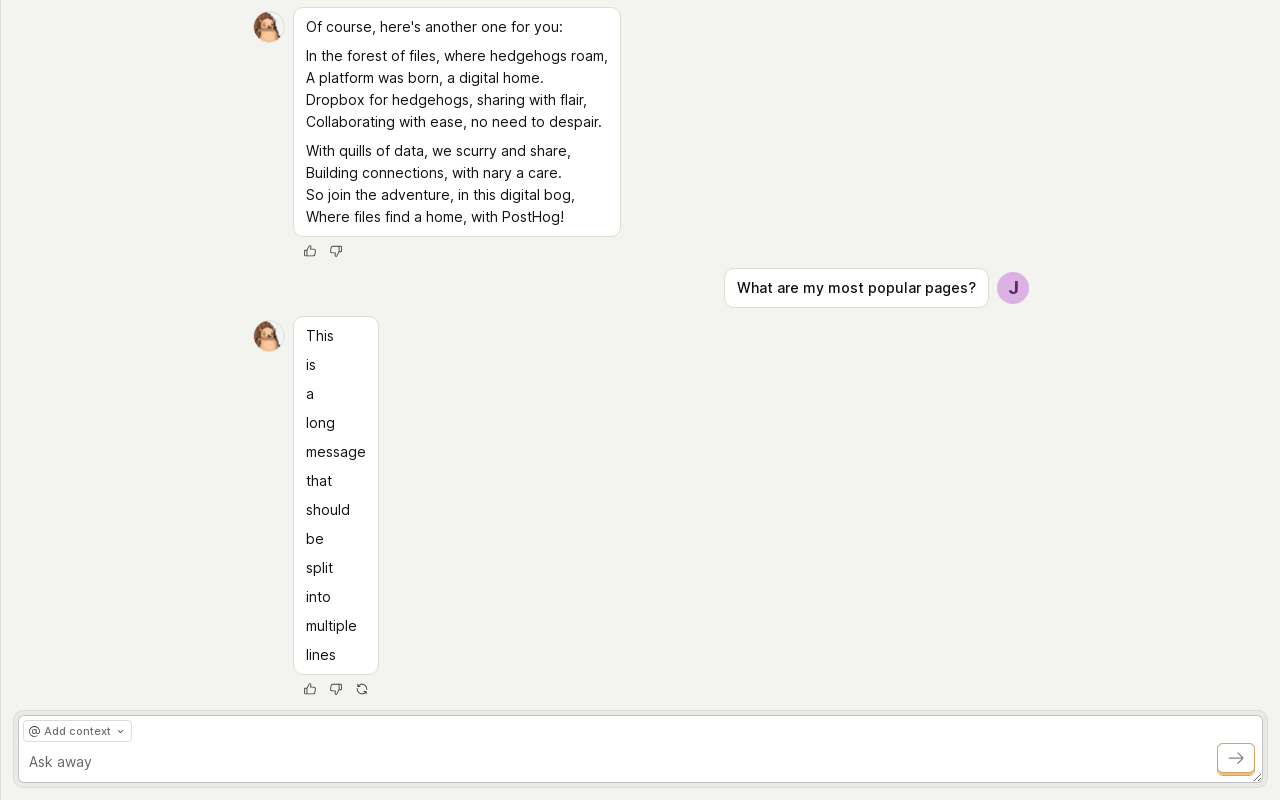 Of course, here's another one for you:
In the forest of files, where hedgehogs roam,
A platform was born, a digital home.
Dropbox for hedgehogs, sharing with flair,
Collaborating with ease, no need to despair.
With quills of data, we scurry and share,
Building connections, with nary a care.
So join the adventure, in this digital bog,
Where files find a home, with PostHog!
What are my most popular pages?
J
This
is
a
long
message
that
should
be
split
into
multiple
lines
@ Add context
Ask away